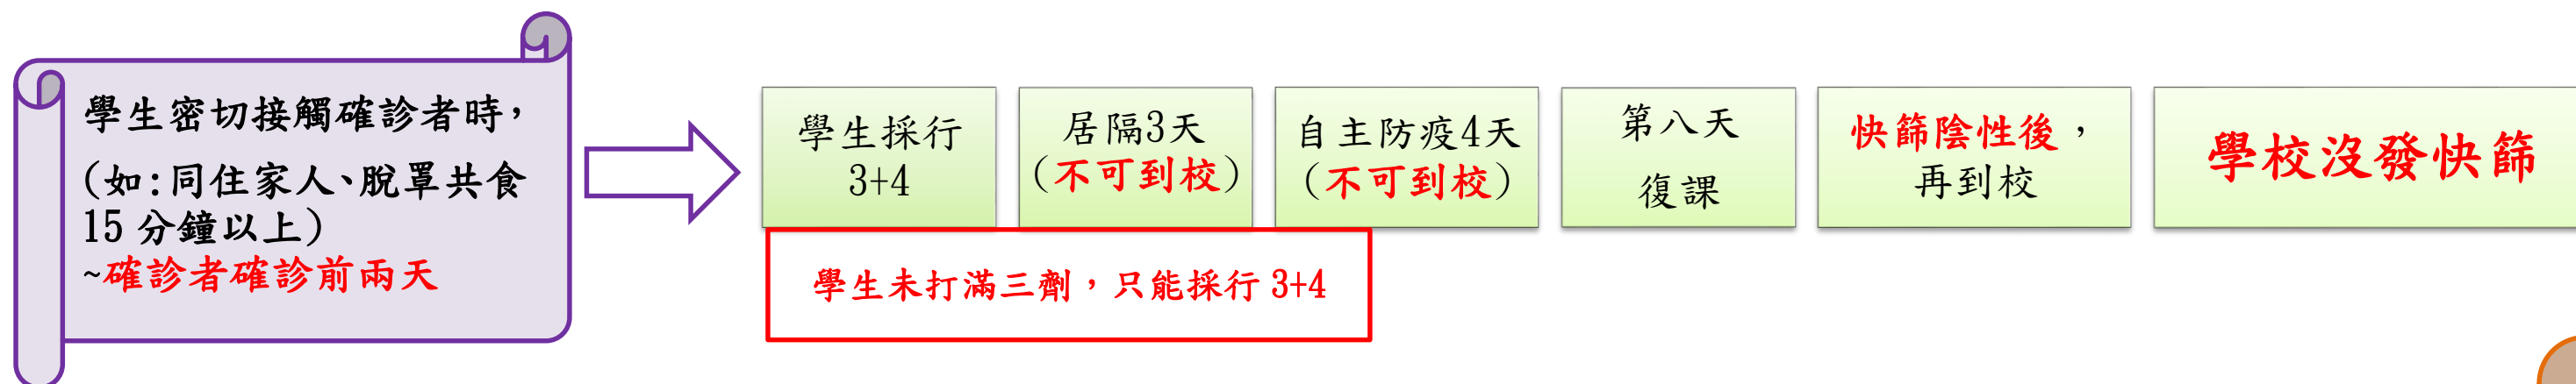 學生密切接觸確診者時，
(如：同住家人、脫罩共食
15 分鐘以上)
~確診者確診前兩天
學生採行
3+4
居隔3天
(不可到校)
自主防疫4天
(不可到校)
第八天
復課
快篩陰性後，
再到校
學校沒發快篩
學生未打滿三劑，只能採行 3+4